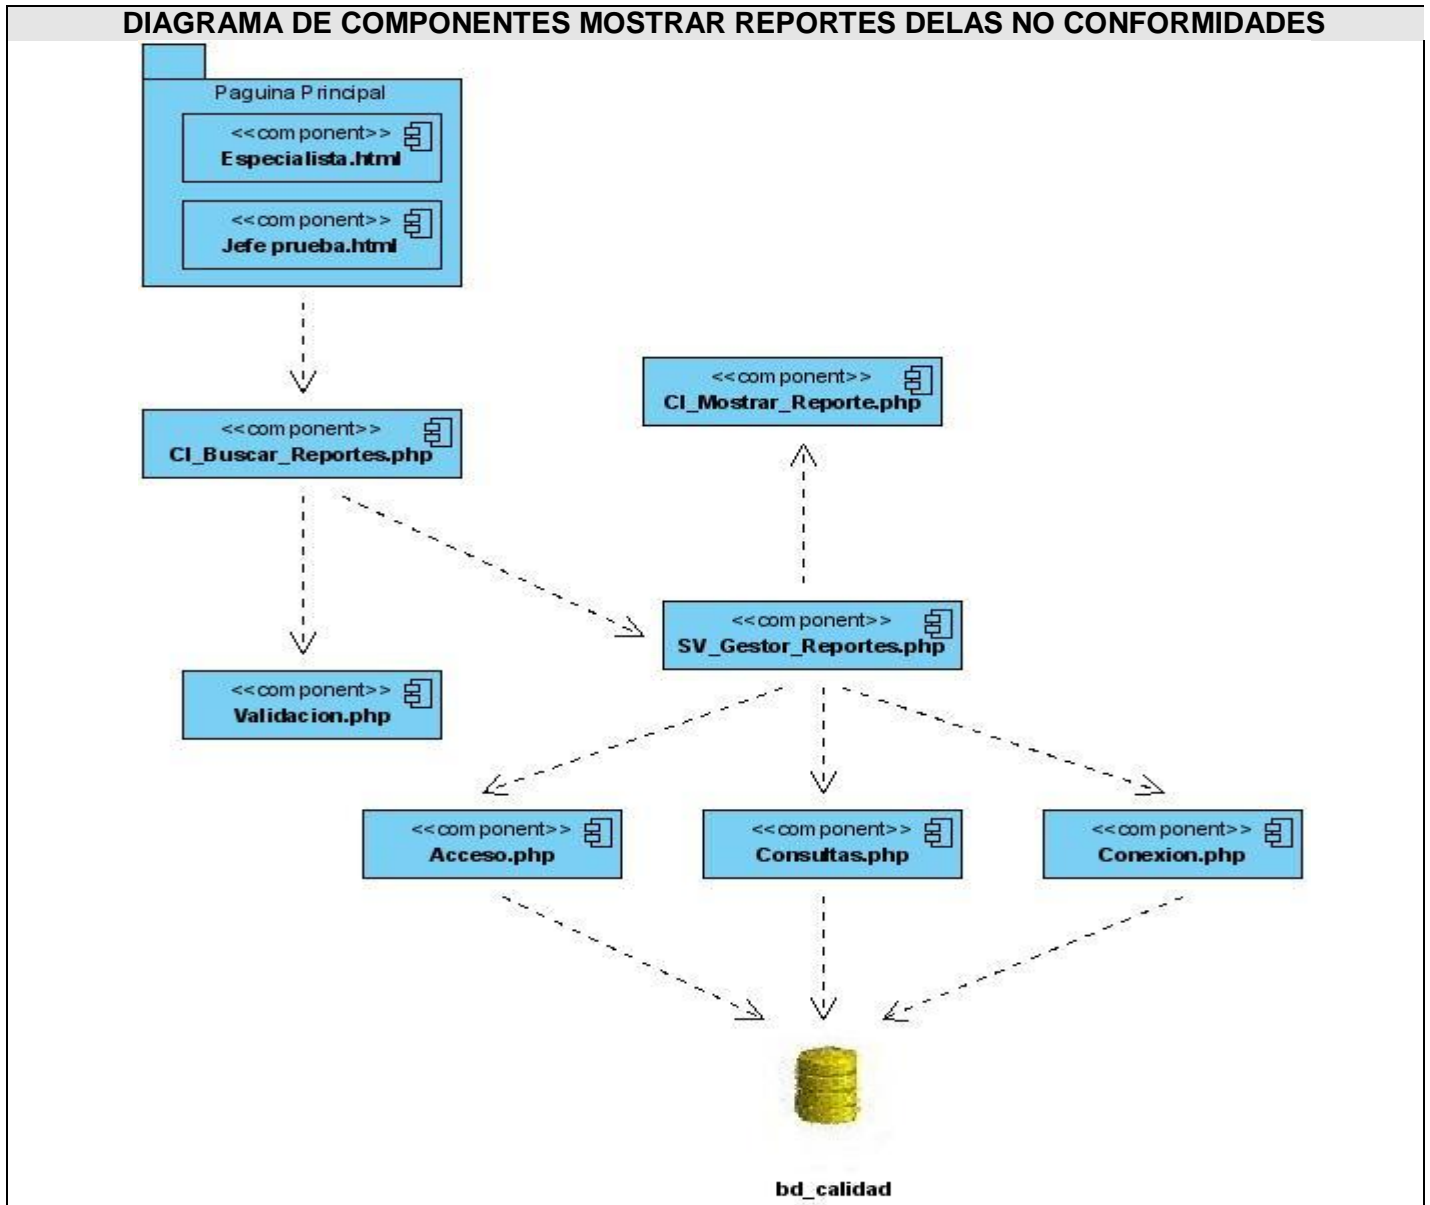 DIAGRAMA DE COMPONENTES MOSTRAR REPORTES DELAS NO CONFORMIDADES
Paguina Principal
<<component>>
Especialista.html
<<component>>
Jefe prueba.html
<<component>>
CI_Mostrar_Reporte.php
<<component>>
CI_Buscar_Reportes.php
<<component>>
SV_Gestor_Reportes.php
<<component>>
Validacion.php
<<component>>
Acceso.php
<<component>>
Consultas.php
<<component>>
Conexion.php
bd_calidad